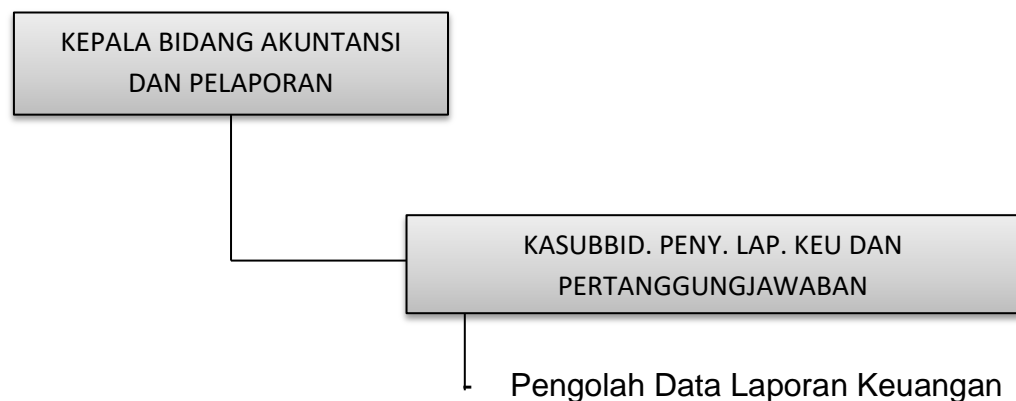 KEPALA BIDANG AKUNTANSI
DAN PELAPORAN
KASUBBID. PENY. LAP. KEU DAN
PERTANGGUNGJAWABAN
- Pengolah Data Laporan Keuangan